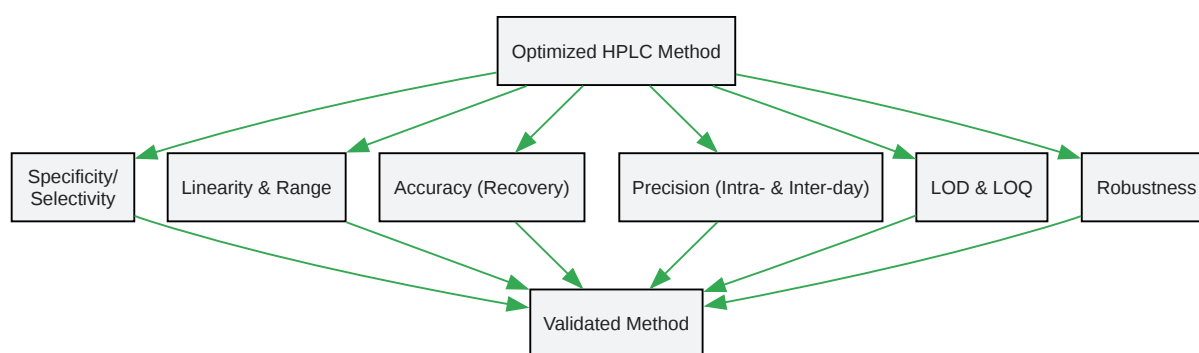 Optimized HPLC Method
Specificity/
Selectivity
Linearity & Range
Accuracy (Recovery)
Precision (Intra- & Inter-day)
LOD & LOQ
Robustness
Validated Method